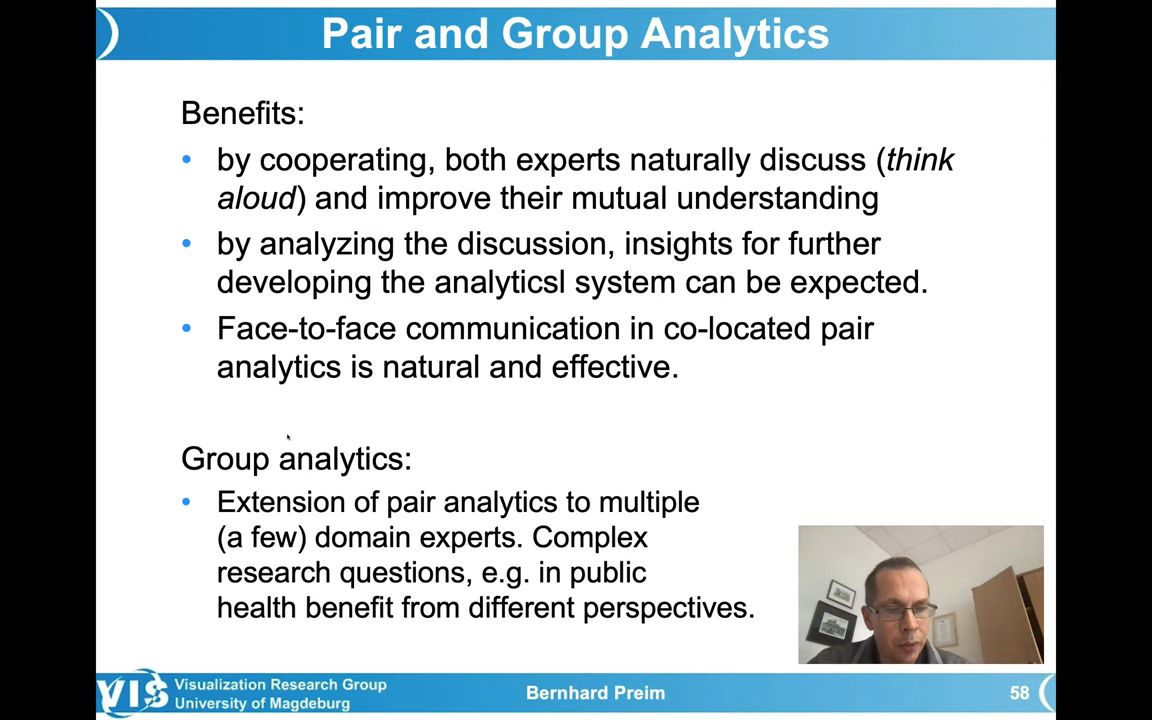 Pair and Group Analytics
Benefits:
• by cooperating, both experts naturally discuss (think
aloud) and improve their mutual understanding
• by analyzing the discussion, insights for further
developing the analyticsl system can be expected.
• Face-to-face communication in co-located pair
analytics is natural and effective.
Group analytics:
• Extension of pair analytics to multiple
(a few) domain experts. Complex
research questions, e.g. in public
health benefit from different perspectives.
VIS
Visualization Research Group
University of Magdeburg
Bernhard Preim
58